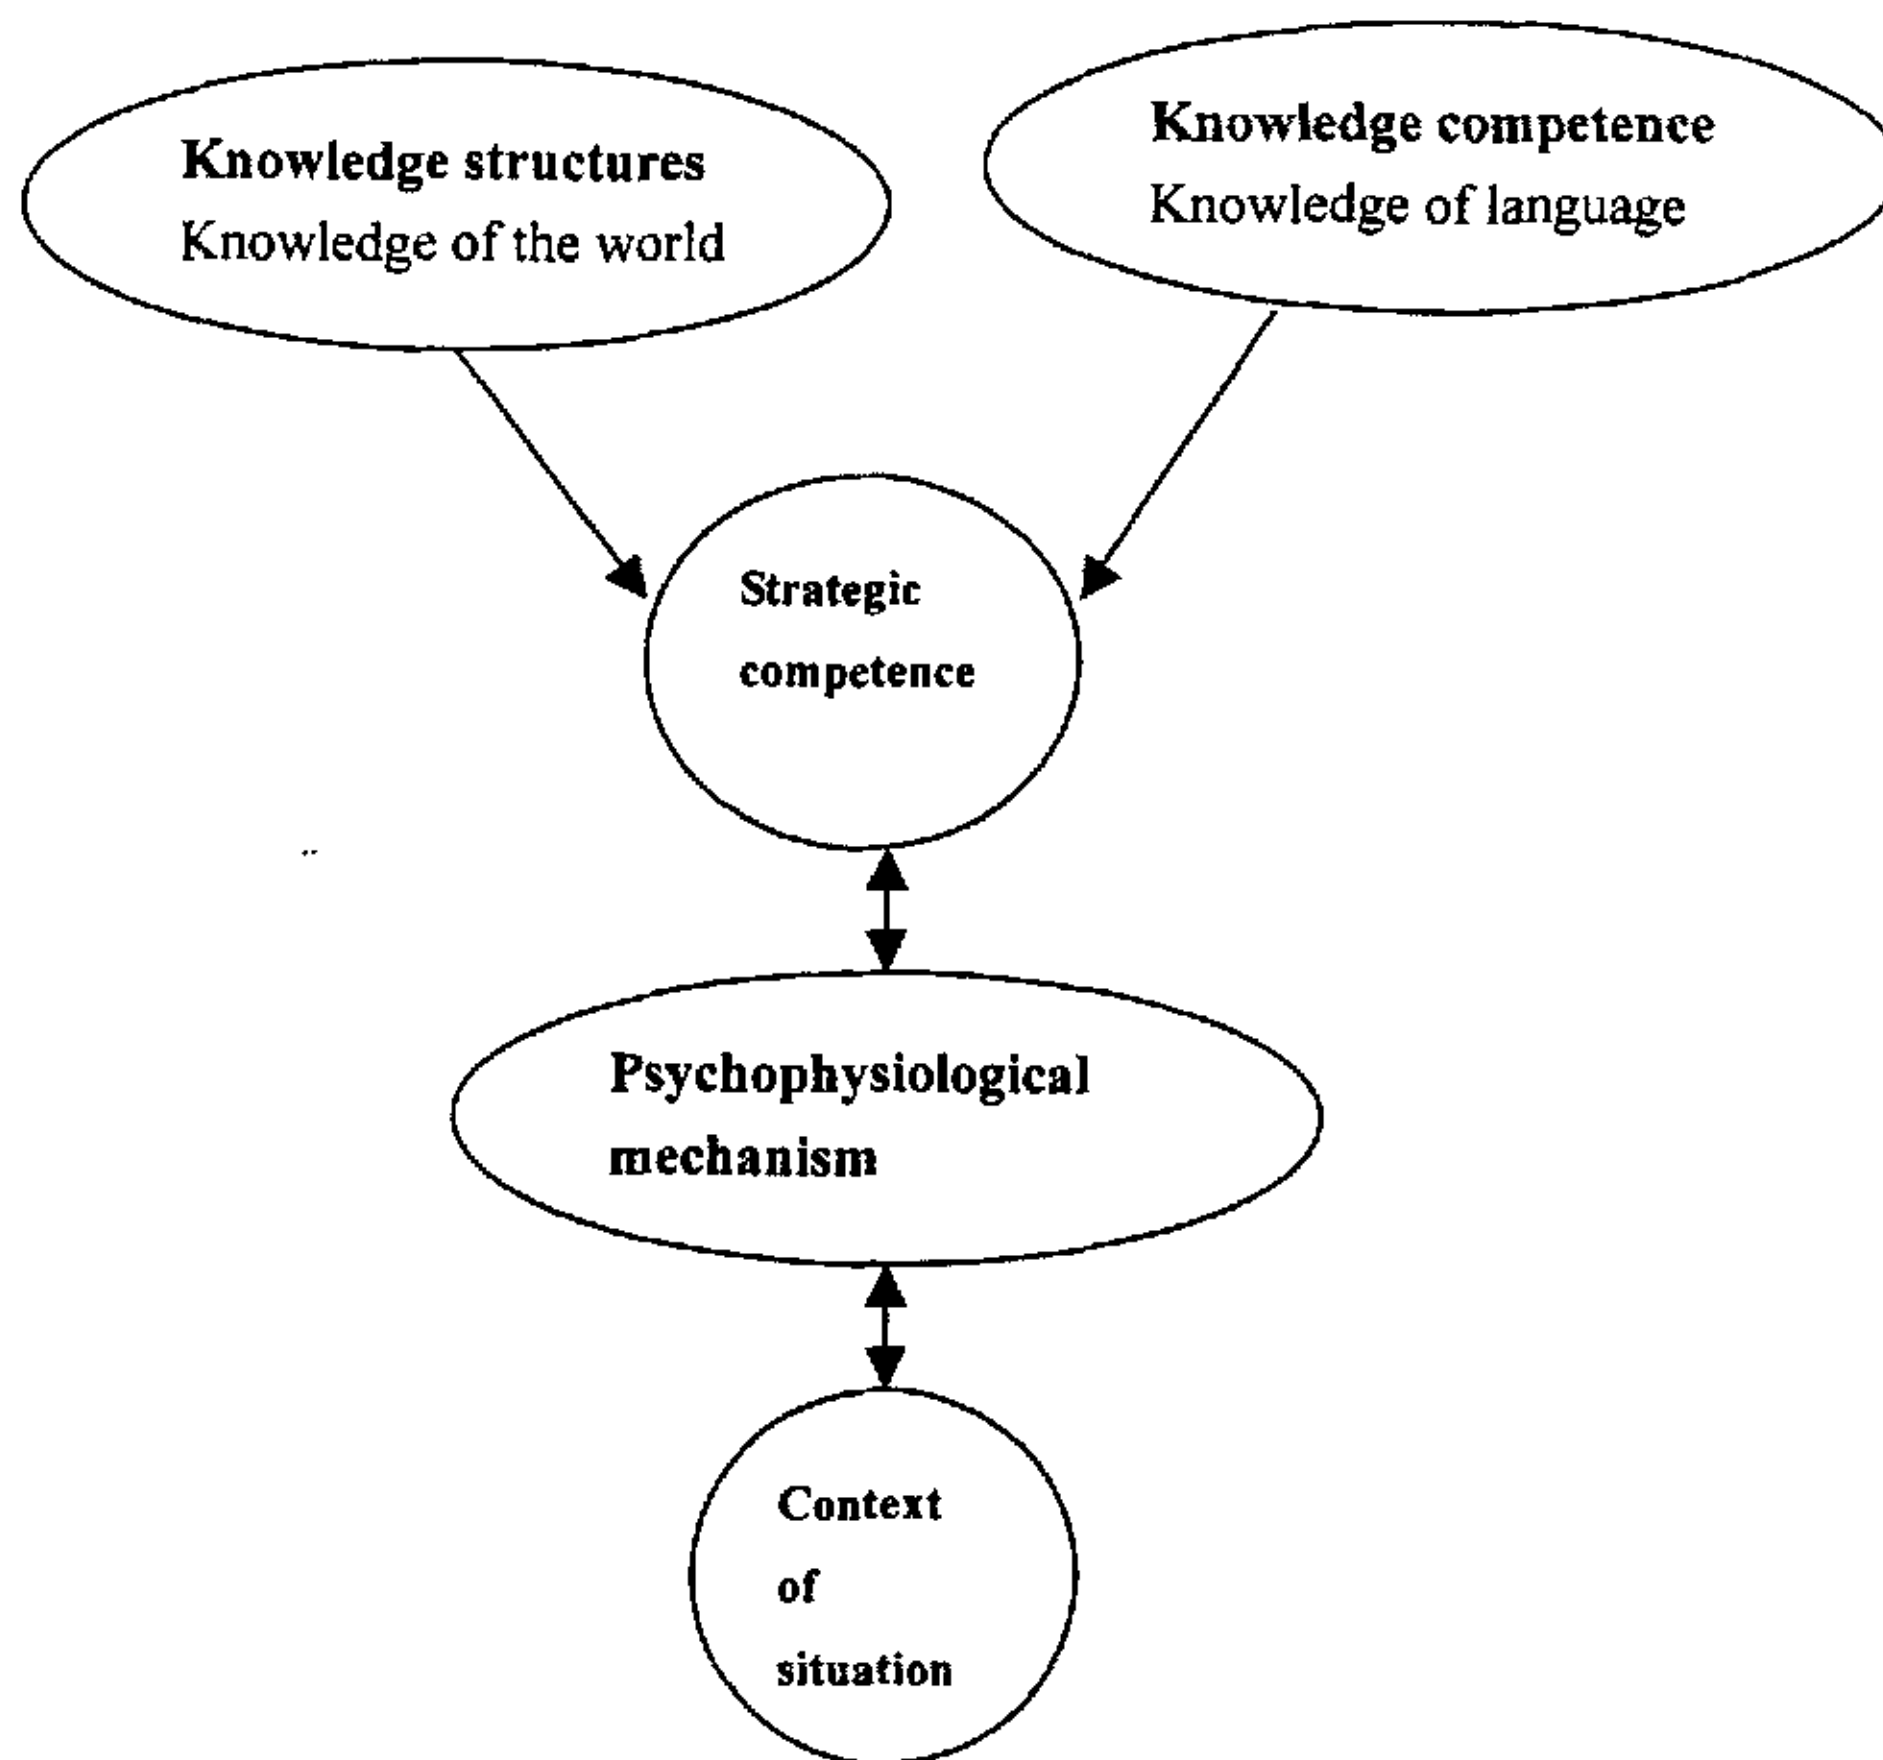 Knowledge structures
Knowledge of the world
Knowledge competence
Knowledge of language
Strategic
competence
Psychophysiological
mechanism
Context
of
situation